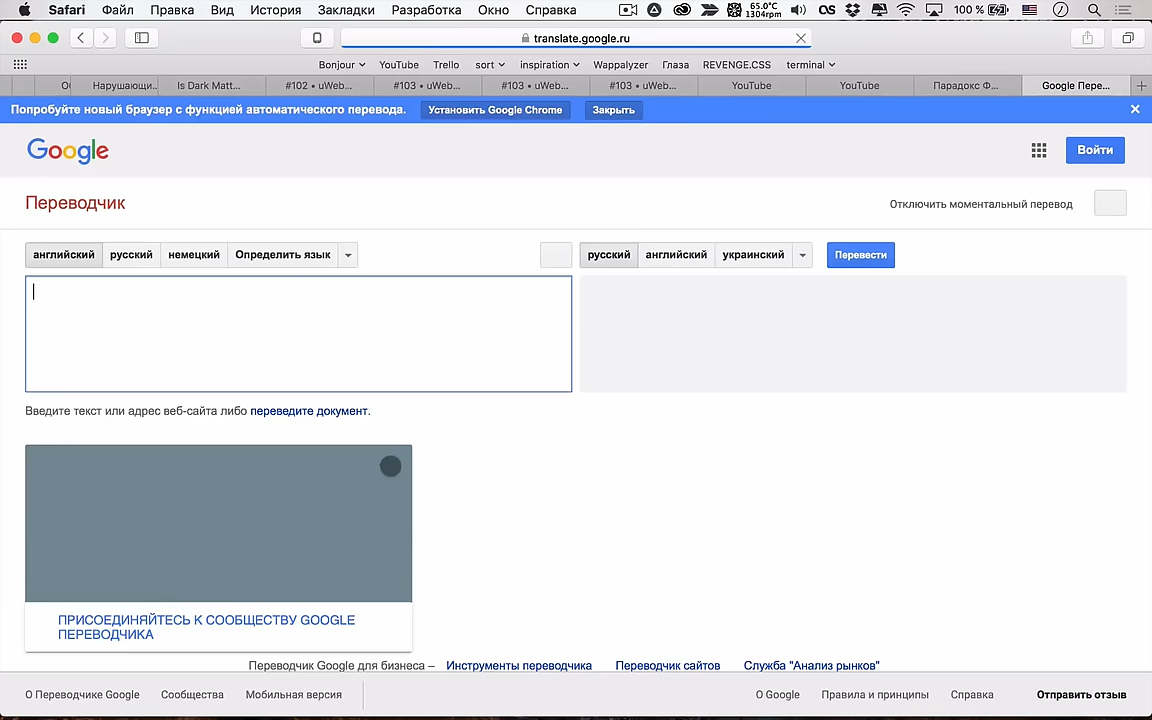 Safari Файл Правка Вид История Закладки Разработка Окно Справка 65.0°C 1304rpm 100 %
translate.google.ru
Bonjour YouTube Trello sort inspiration Wappalyzer Глаза REVENGE.CSS terminal
Нарушающи... Is Dark Matt... #102 • uWeb... #103 • uWeb... #103 • uWeb... #103 • uWeb... YouTube YouTube Парадокс Ф... Google Пере...
Попробуйте новый браузер с функцией автоматического перевода. Установить Google Chrome Закрыть
Google Войти
Переводчик Отключить моментальный перевод
английский русский немецкий Определить язык русский английский украинский Перевести
Введите текст или адрес веб-сайта либо переведите документ.
ПРИСОЕДИНЯЙТЕСЬ К СООБЩЕСТВУ GOOGLE
ПЕРЕВОДЧИКА
Переводчик Google для бизнеса – Инструменты переводчика Переводчик сайтов Служба "Анализ рынков"
О Переводчике Google Сообщества Мобильная версия О Google Правила и принципы Справка Отправить отзыв